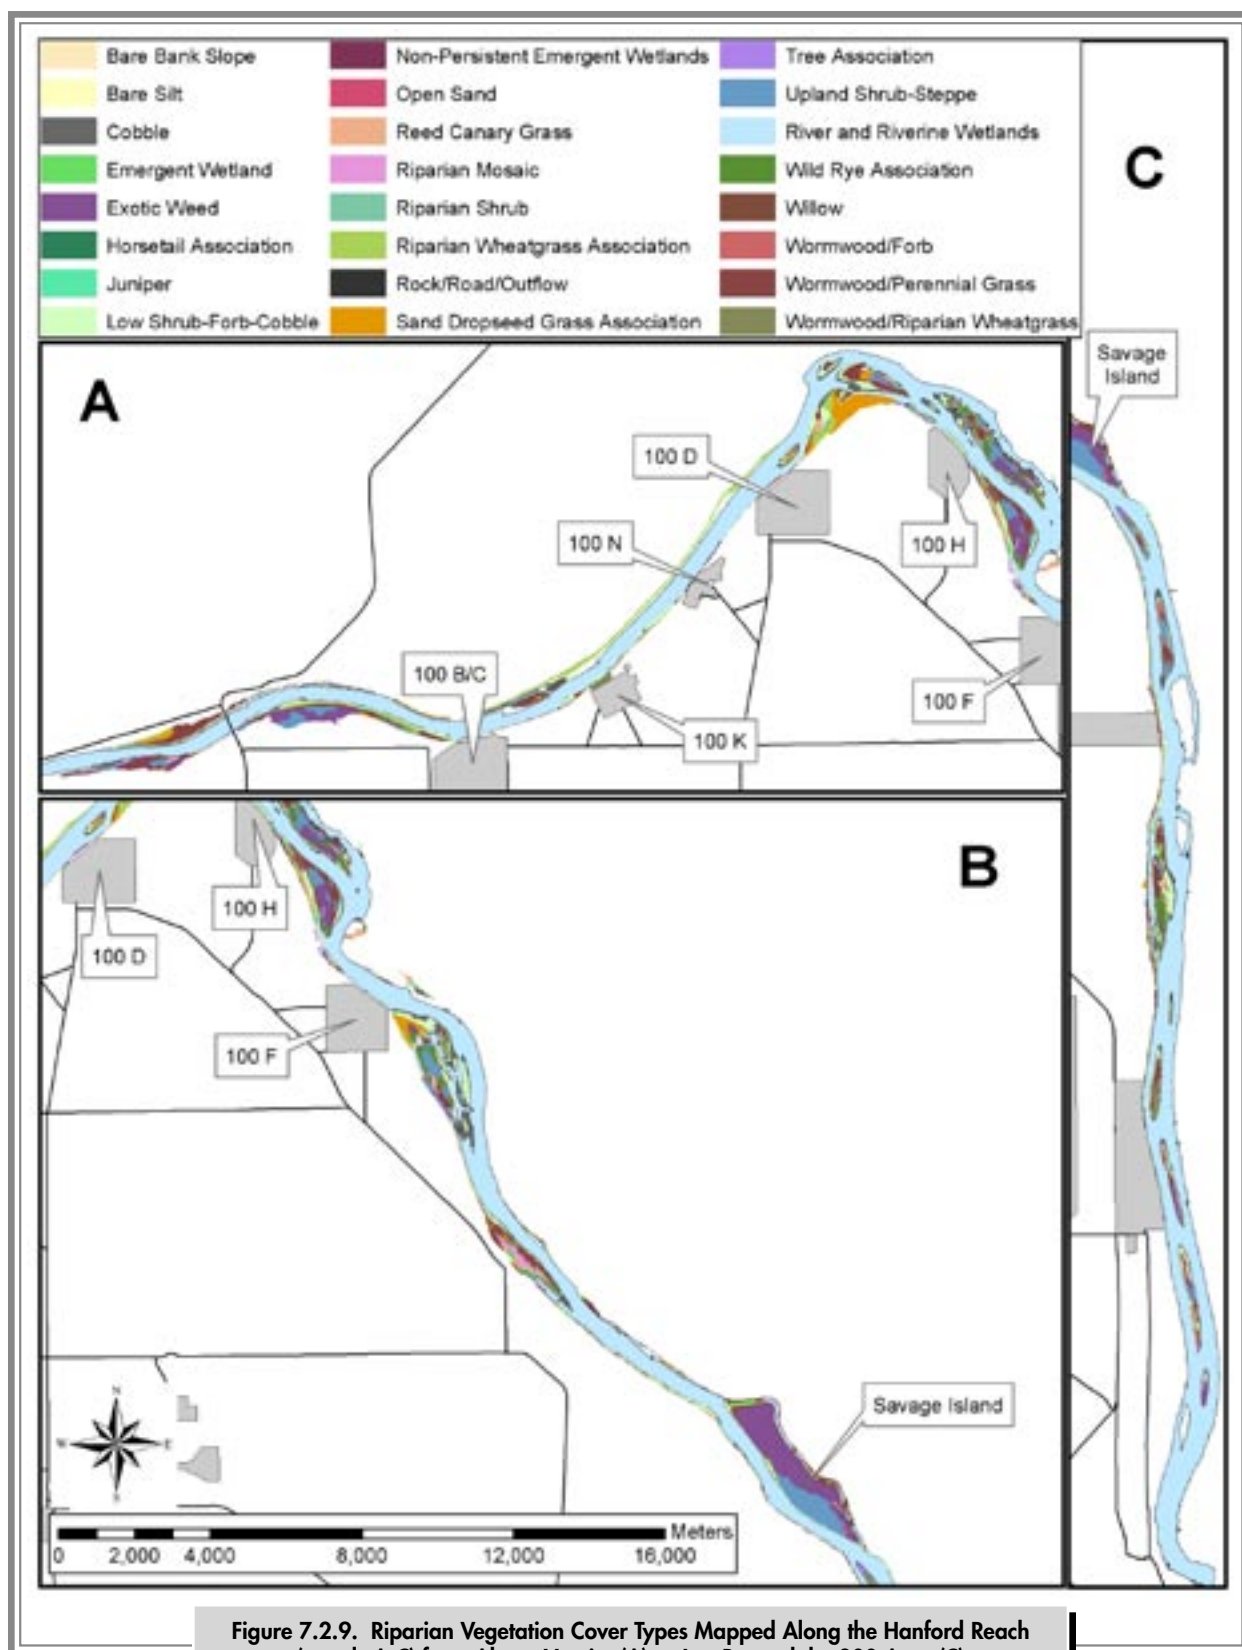 Bare Bank Slope
Bare Silt
Cobble
Emergent Wetland
Exotic Weed
Horsetail Association
Juniper
Low Shrub-Forb-Cobble
Non-Persistent Emergent Wetlands
Open Sand
Reed Canary Grass
Riparian Mosaic
Riparian Shrub
Riparian Wheatgrass Association
Rock/Road/Outflow
Sand Dropseed Grass Association
Tree Association
Upland Shrub-Steppe
River and Riverine Wetlands
Wild Rye Association
Willow
Wormwood/Forb
Wormwood/Perennial Grass
Wormwood/Riparian Wheatgrass
C
Savage
Island
A
100 D
100 N
100 H
100 B/C
100 F
100 K
B
100 H
100 D
100 F
Savage Island
N
W E
S
Meters
0 2,000 4,000 8,000 12,000 16,000
Figure 7.2.9. Riparian Vegetation Cover Types Mapped Along the Hanford Reach